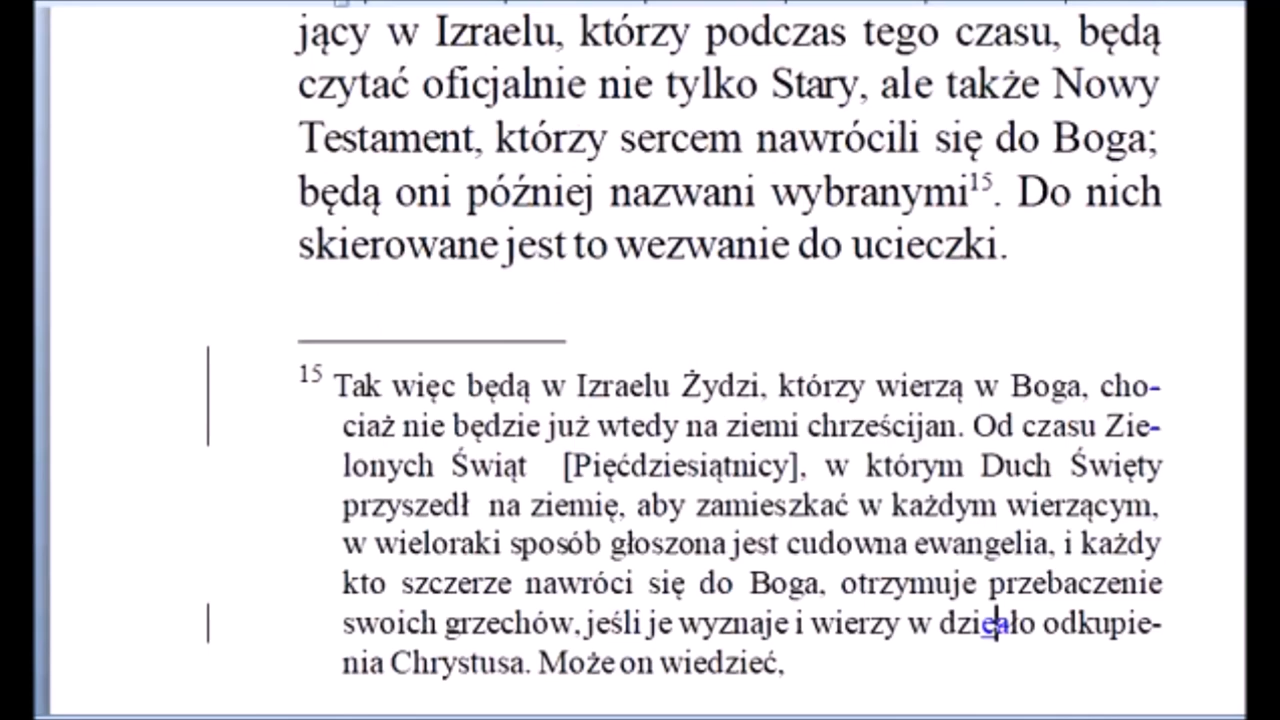 jący w Izraelu, którzy podczas tego czasu, będą
czytać oficjalnie nie tylko Stary, ale także Nowy
Testament, którzy sercem nawrócili się do Boga;
będą oni później nazwani wybranymi15. Do nich
skierowane jest to wezwanie do ucieczki.
15 Tak więc będą w Izraelu Żydzi, którzy wierzą w Boga, cho-
ciaż nie będzie już wtedy na ziemi chrześcijan. Od czasu Zie-
lonych Świąt [Pięćdziesiątnicy], w którym Duch Święty
przyszedł na ziemię, aby zamieszkać w każdym wierzącym,
w wieloraki sposób głoszona jest cudowna ewangelia, i każdy
kto szczerze nawróci się do Boga, otrzymuje przebaczenie
swoich grzechów, jeśli je wyznaje i wierzy w dzieało odkupie-
nia Chrystusa. Może on wiedzieć,